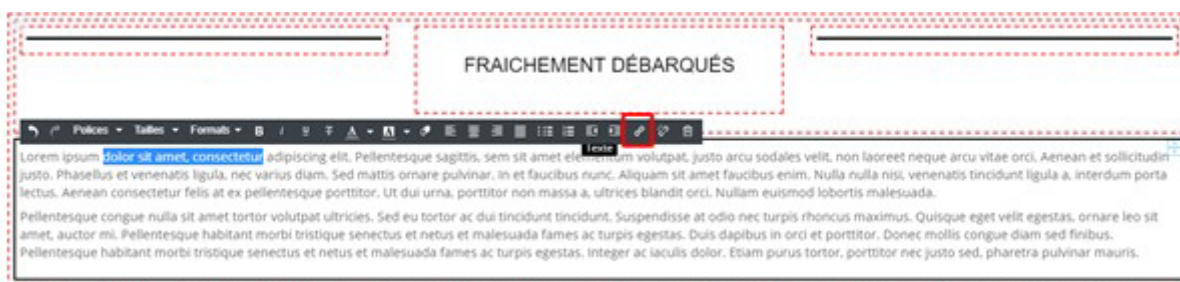 FRAICHEMENT DÉBARQUÉS
Polices Tailles Formats B I U T A A
Texte
Lorem ipsum dolor sit amet, consectetur adipiscing elit. Pellentesque sagittis, sem sit amet elementum volutpat, justo arcu sodales velit, non laoreet neque arcu vitae orci. Aenean et sollicitudin
justo. Phasellus et venenatis ligula, nec varius diam. Sed mattis ornare pulvinar. In et faucibus nunc. Aliquam sit amet faucibus enim. Nulla nulla nisi, venenatis tincidunt ligula a, interdum porta
lectus. Aenean consectetur felis at ex pellentesque porttitor. Ut dui urna, porttitor non massa a, ultrices blandit orci. Nullam euismod lobortis malesuada.
Pellentesque congue nulla sit amet tortor volutpat ultricies. Sed eu tortor ac dui tincidunt tincidunt. Suspendisse at odio nec turpis rhoncus maximus. Quisque eget velit egestas, ornare leo sit
amet, auctor mi. Pellentesque habitant morbi tristique senectus et netus et malesuada fames ac turpis egestas. Duis dapibus in orci et porttitor. Donec mollis congue diam sed finibus.
Pellentesque habitant morbi tristique senectus et netus et malesuada fames ac turpis egestas. Integer ac iaculis dolor. Etiam purus tortor, porttitor nec justo sed, pharetra pulvinar mauris.